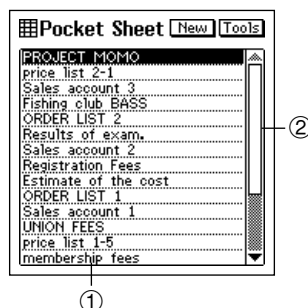 Pocket Sheet New Tools
PROJECT MOMO
price list 2-1
Sales account 3
Fishing club BASS
ORDER LIST 2
Results of exam.
Sales account 2
Registration Fees
Estimate of the cost
ORDER LIST 1
Sales account 1
UNION FEES
price list 1-5
membership fees
②
①